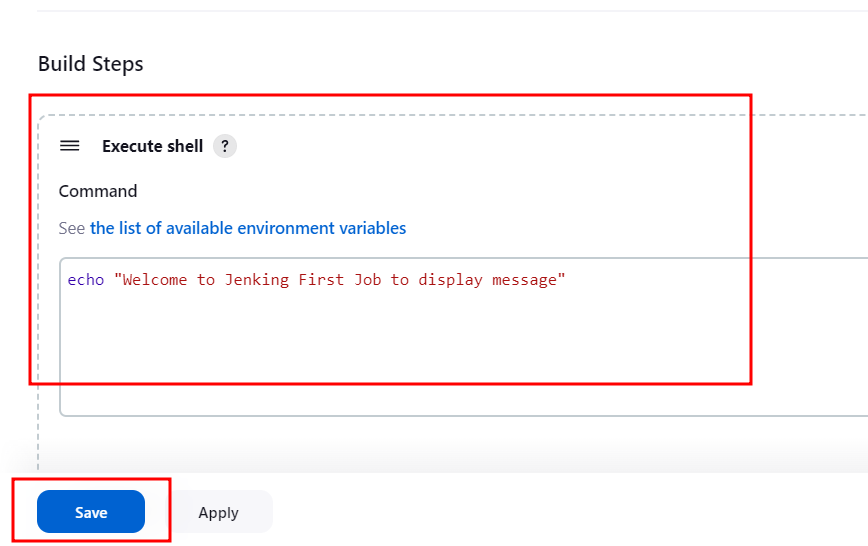 Build Steps
Execute shell ?
Command
See the list of available environment variables
echo "Welcome to Jenking First Job to display message"
Save Apply